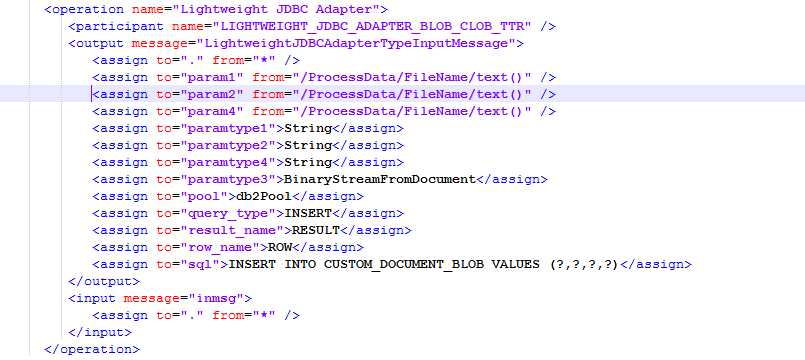 <operation name="Lightweight JDBC Adapter">
<participant name="LIGHTWEIGHT_JDBC_ADAPTER_BLOB_CLOB_TTR" />
<output message="LightweightJDBCAdapterTypeInputMessage">
<assign to="." from="*" />
<assign to="param1" from="/ProcessData/FileName/text()" />
<assign to="param2" from="/ProcessData/FileName/text()" />
<assign to="param4" from="/ProcessData/FileName/text()" />
<assign to="paramtype1">String</assign>
<assign to="paramtype2">String</assign>
<assign to="paramtype4">String</assign>
<assign to="paramtype3">BinaryStreamFromDocument</assign>
<assign to="pool">db2Pool</assign>
<assign to="query_type">INSERT</assign>
<assign to="result_name">RESULT</assign>
<assign to="row_name">ROW</assign>
<assign to="sql">INSERT INTO CUSTOM_DOCUMENT_BLOB VALUES (?,?,?,?)</assign>
</output>
<input message="inmsg">
<assign to="." from="*" />
</input>
</operation>